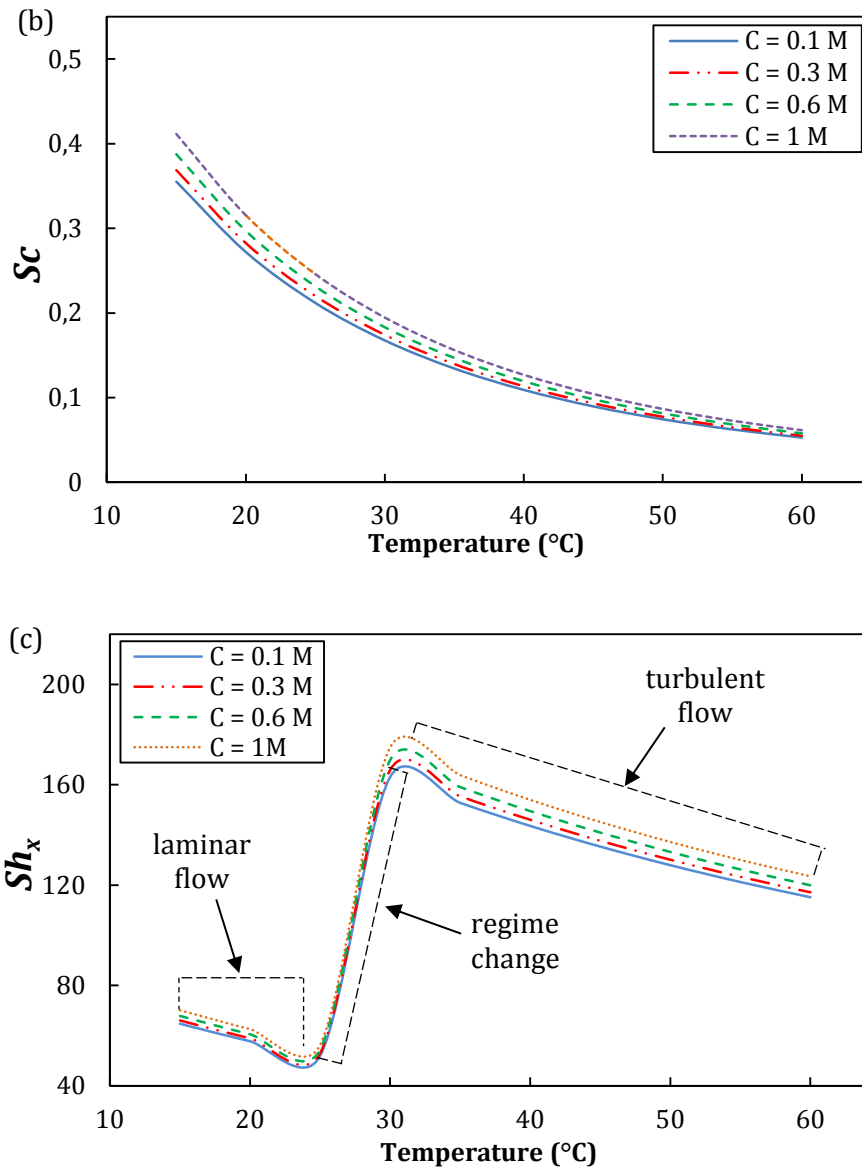 (b)
C = 0.1 M
C = 0.3 M
C = 0.6 M
C = 1 M
0,5
0,4
0,3
0,2
0,1
0
Sc
10 20 30 40 50 60
Temperature (°C)
(c)
C = 0.1 M
C = 0.3 M
C = 0.6 M
C = 1M
200
160
120
80
40
Shx
turbulent
flow
laminar
flow
regime
change
10 20 30 40 50 60
Temperature (°C)